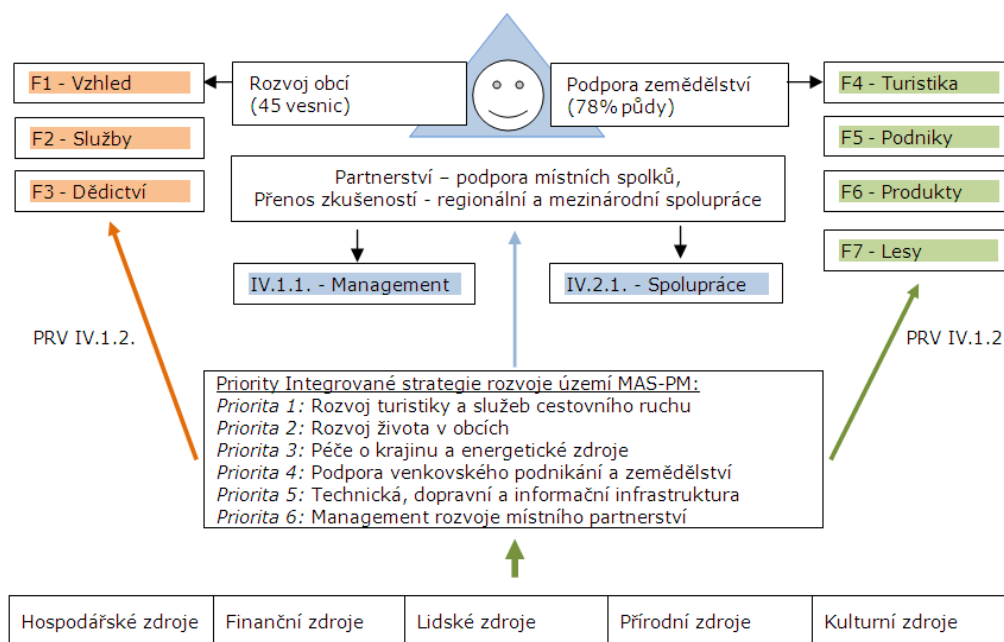 F1 - Vzhled
Rozvoj obcí
(45 vesnic)
Podpora zemědělství
(78% půdy)
F4 - Turistika
F2 - Služby
F5 - Podniky
F3 - Dědictví
Partnerství – podpora místních spolků,
Přenos zkušeností - regionální a mezinárodní spolupráce
F6 - Produkty
F7 - Lesy
IV.1.1. - Management
IV.2.1. - Spolupráce
PRV IV.1.2.
PRV IV.1.2
Priority Integrované strategie rozvoje území MAS-PM:
Priorita 1: Rozvoj turistiky a služeb cestovního ruchu
Priorita 2: Rozvoj života v obcích
Priorita 3: Péče o krajinu a energetické zdroje
Priorita 4: Podpora venkovského podnikání a zemědělství
Priorita 5: Technická, dopravní a informační infrastruktura
Priorita 6: Management rozvoje místního partnerství
Hospodářské zdroje
Finanční zdroje
Lidské zdroje
Přírodní zdroje
Kulturní zdroje